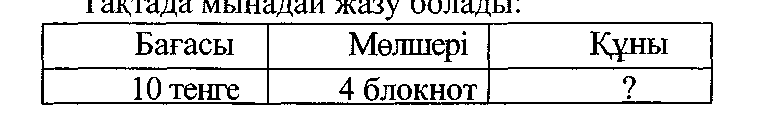 Тақтада мынадай жазу болады:
Бағасы Мөлшері Құны
10 тенге 4 блокнот ?